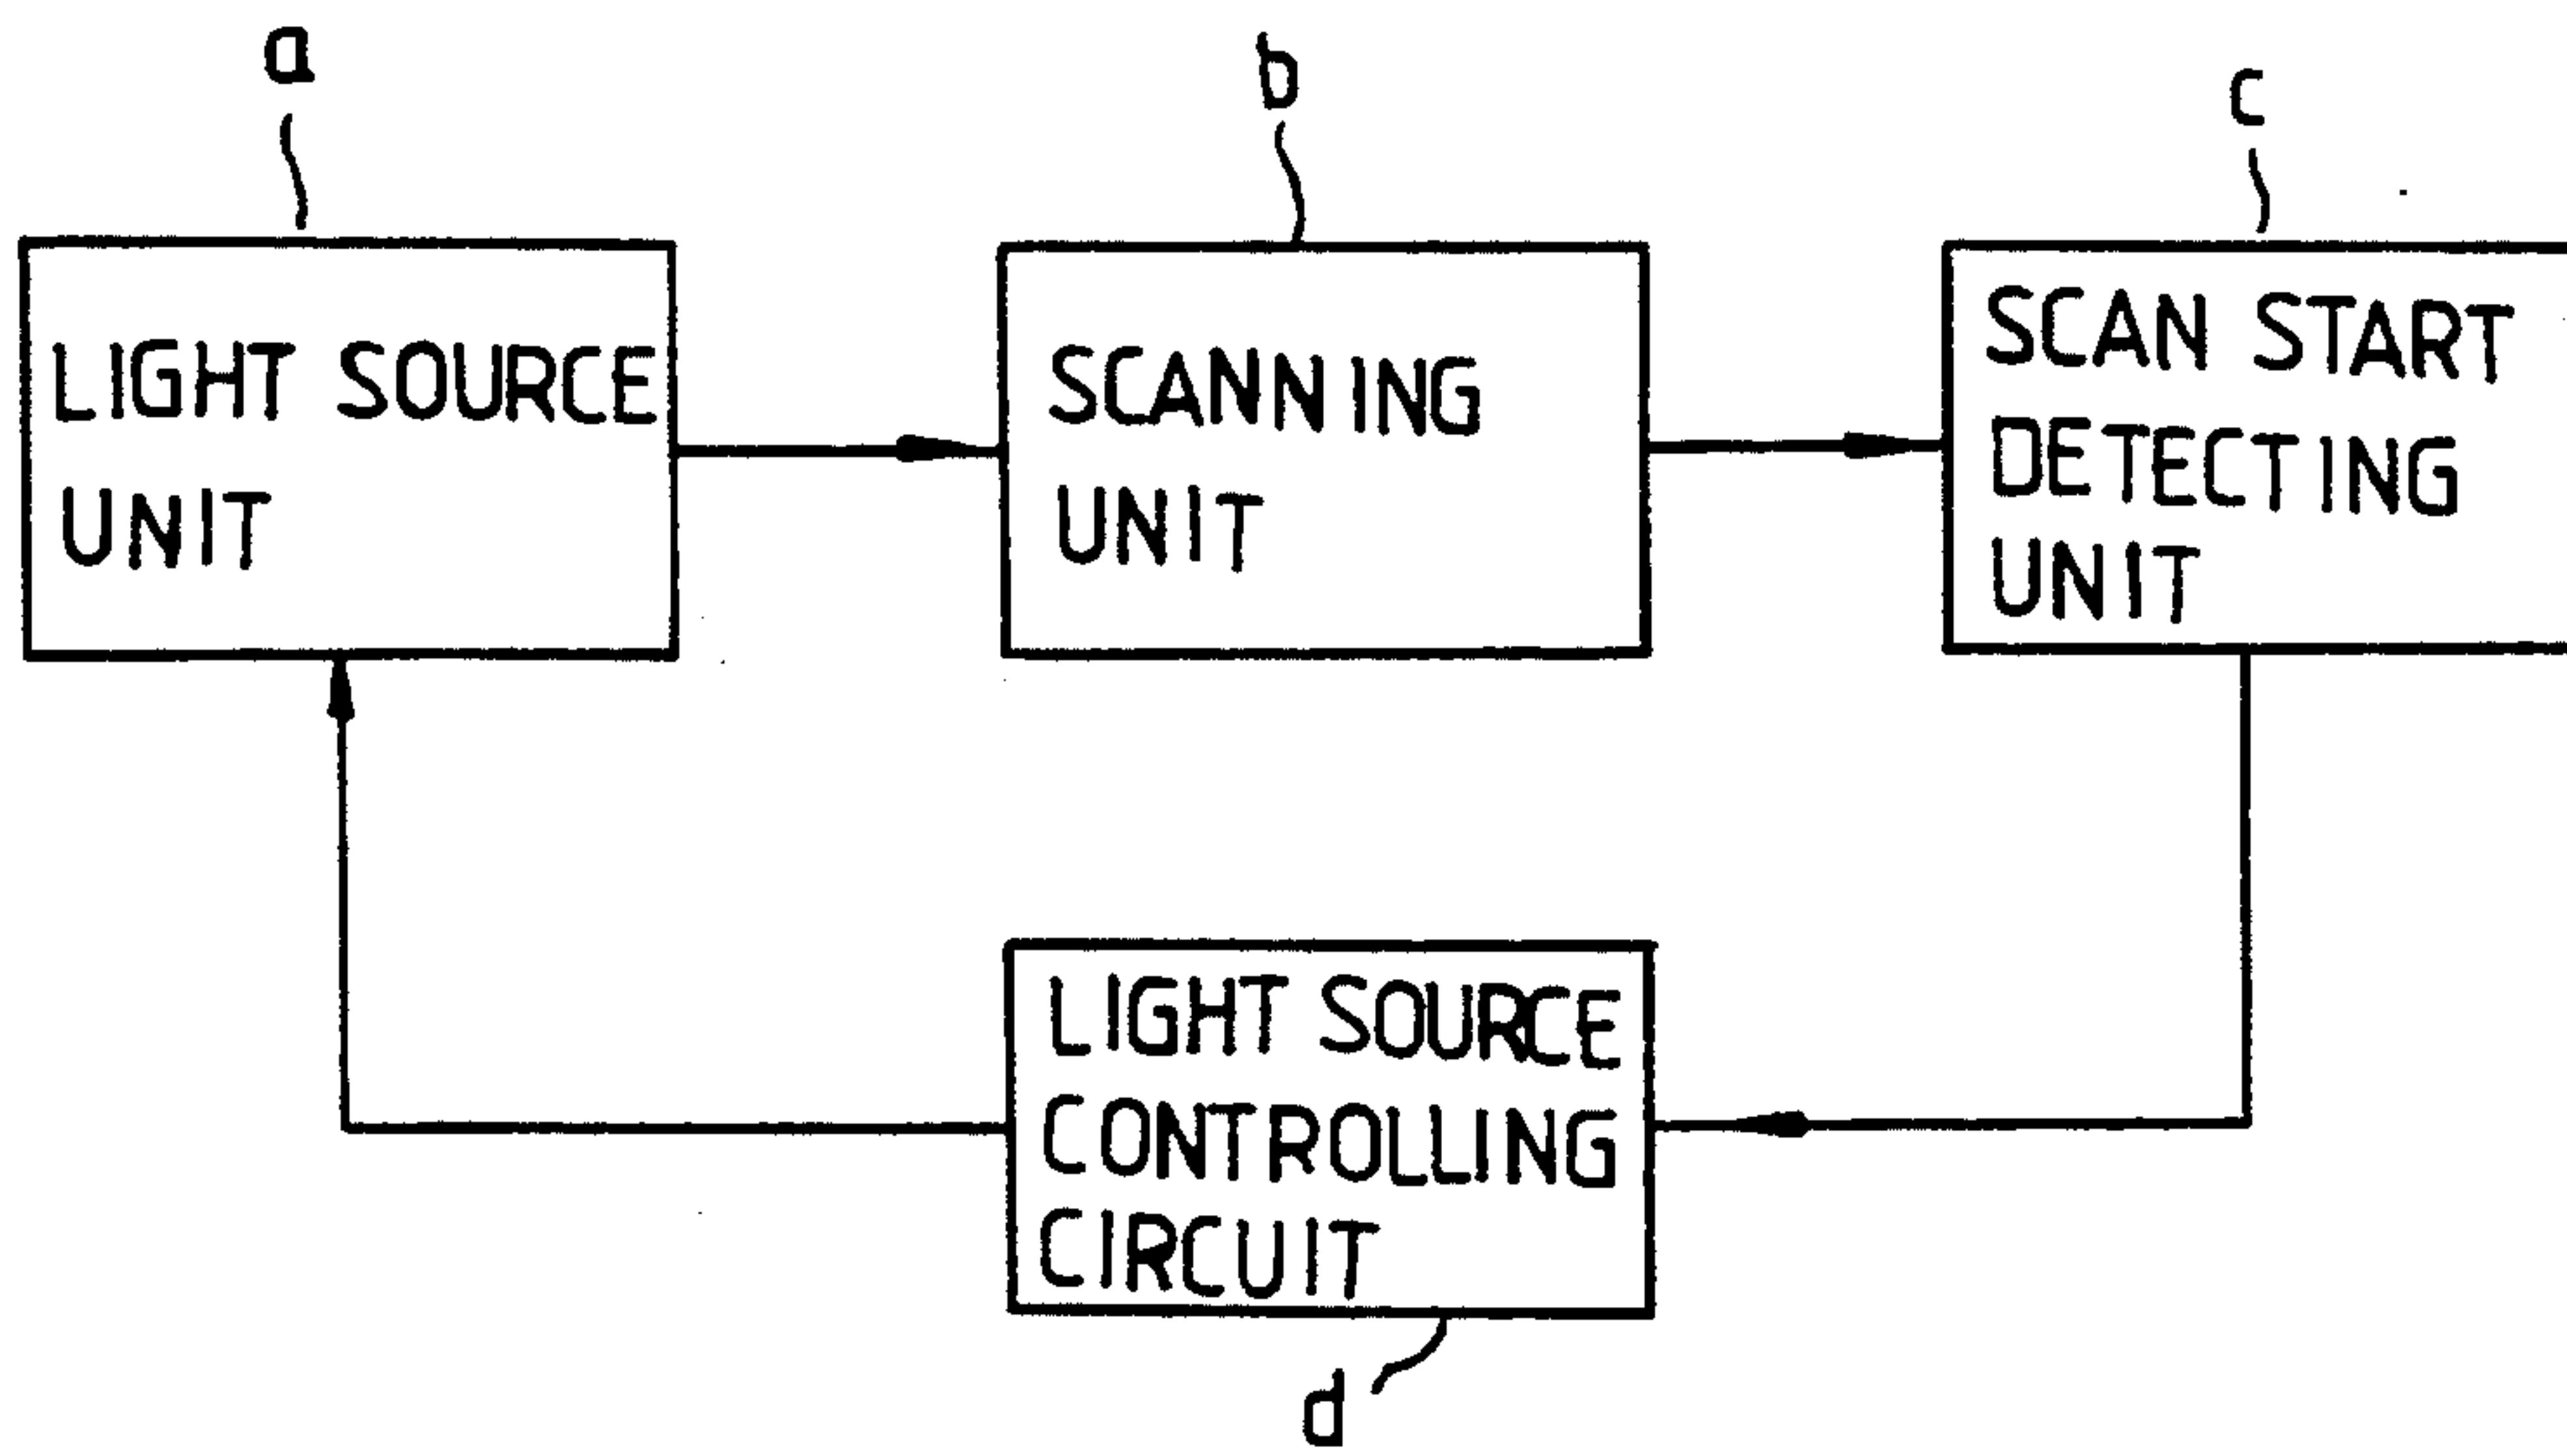 a
b
c
LIGHT SOURCE
UNIT
SCANNING
UNIT
SCAN START
DETECTING
UNIT
LIGHT SOURCE
CONTROLLING
CIRCUIT
d